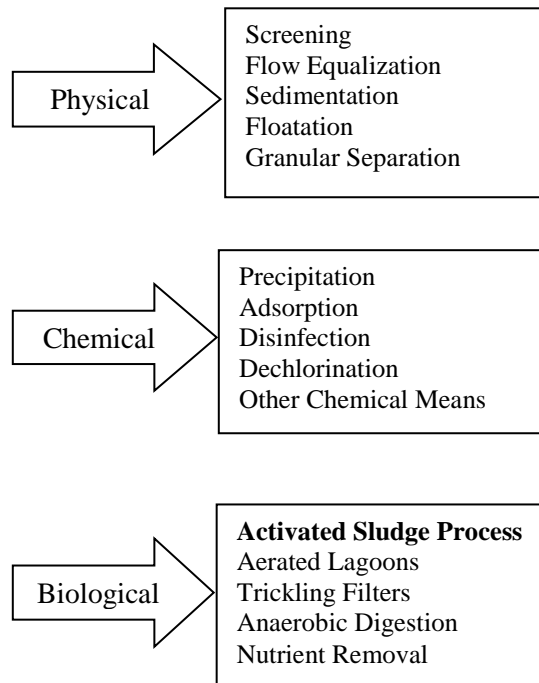 Physical
Screening
Flow Equalization
Sedimentation
Floatation
Granular Separation
Chemical
Precipitation
Adsorption
Disinfection
Dechlorination
Other Chemical Means
Biological
Activated Sludge Process
Aerated Lagoons
Trickling Filters
Anaerobic Digestion
Nutrient Removal